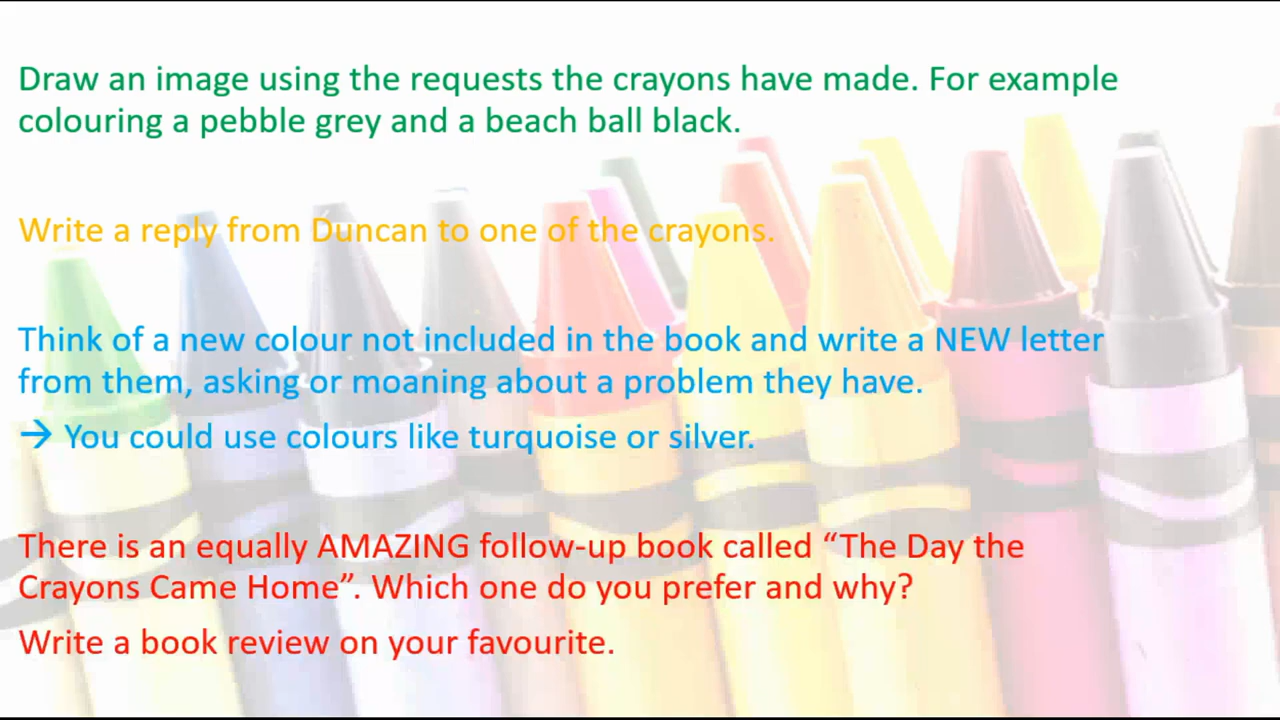 Draw an image using the requests the crayons have made. For example
colouring a pebble grey and a beach ball black.
Write a reply from Duncan to one of the crayons.
Think of a new colour not included in the book and write a NEW letter
from them, asking or moaning about a problem they have.
→ You could use colours like turquoise or silver.
There is an equally AMAZING follow-up book called “The Day the
Crayons Came Home”. Which one do you prefer and why?
Write a book review on your favourite.